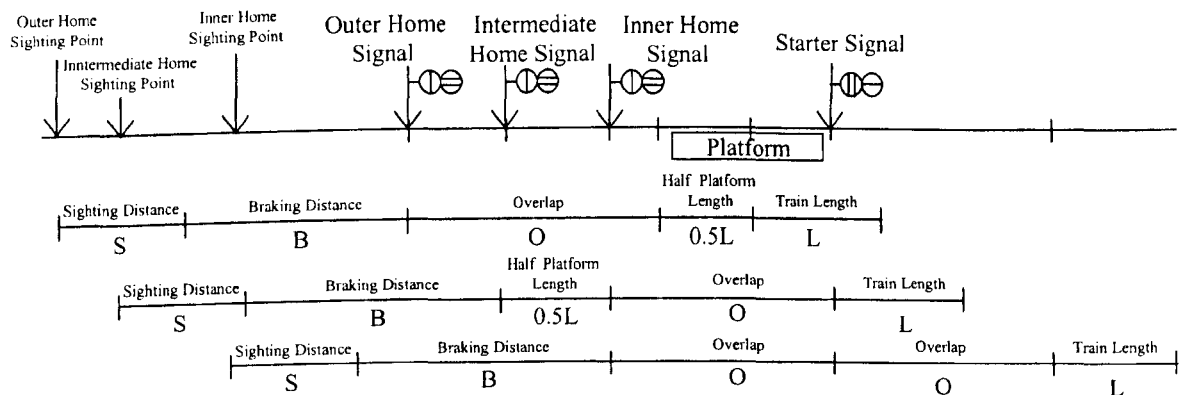 Outer Home
Sighting Point
Inner Home
Sighting Point
Inntermediate Home
Sighting Point
Outer Home
Signal
Intermediate
Home Signal
Inner Home
Signal
Starter Signal
Platform
Sighting Distance
Braking Distance
Overlap
Half Platform
Length
Train Length
S
B
O
0.5L
L
Sighting Distance
Braking Distance
Half Platform
Length
Overlap
Train Length
S
B
0.5L
O
L
Sighting Distance
Braking Distance
Overlap
Overlap
Train Length
S
B
O
O
L